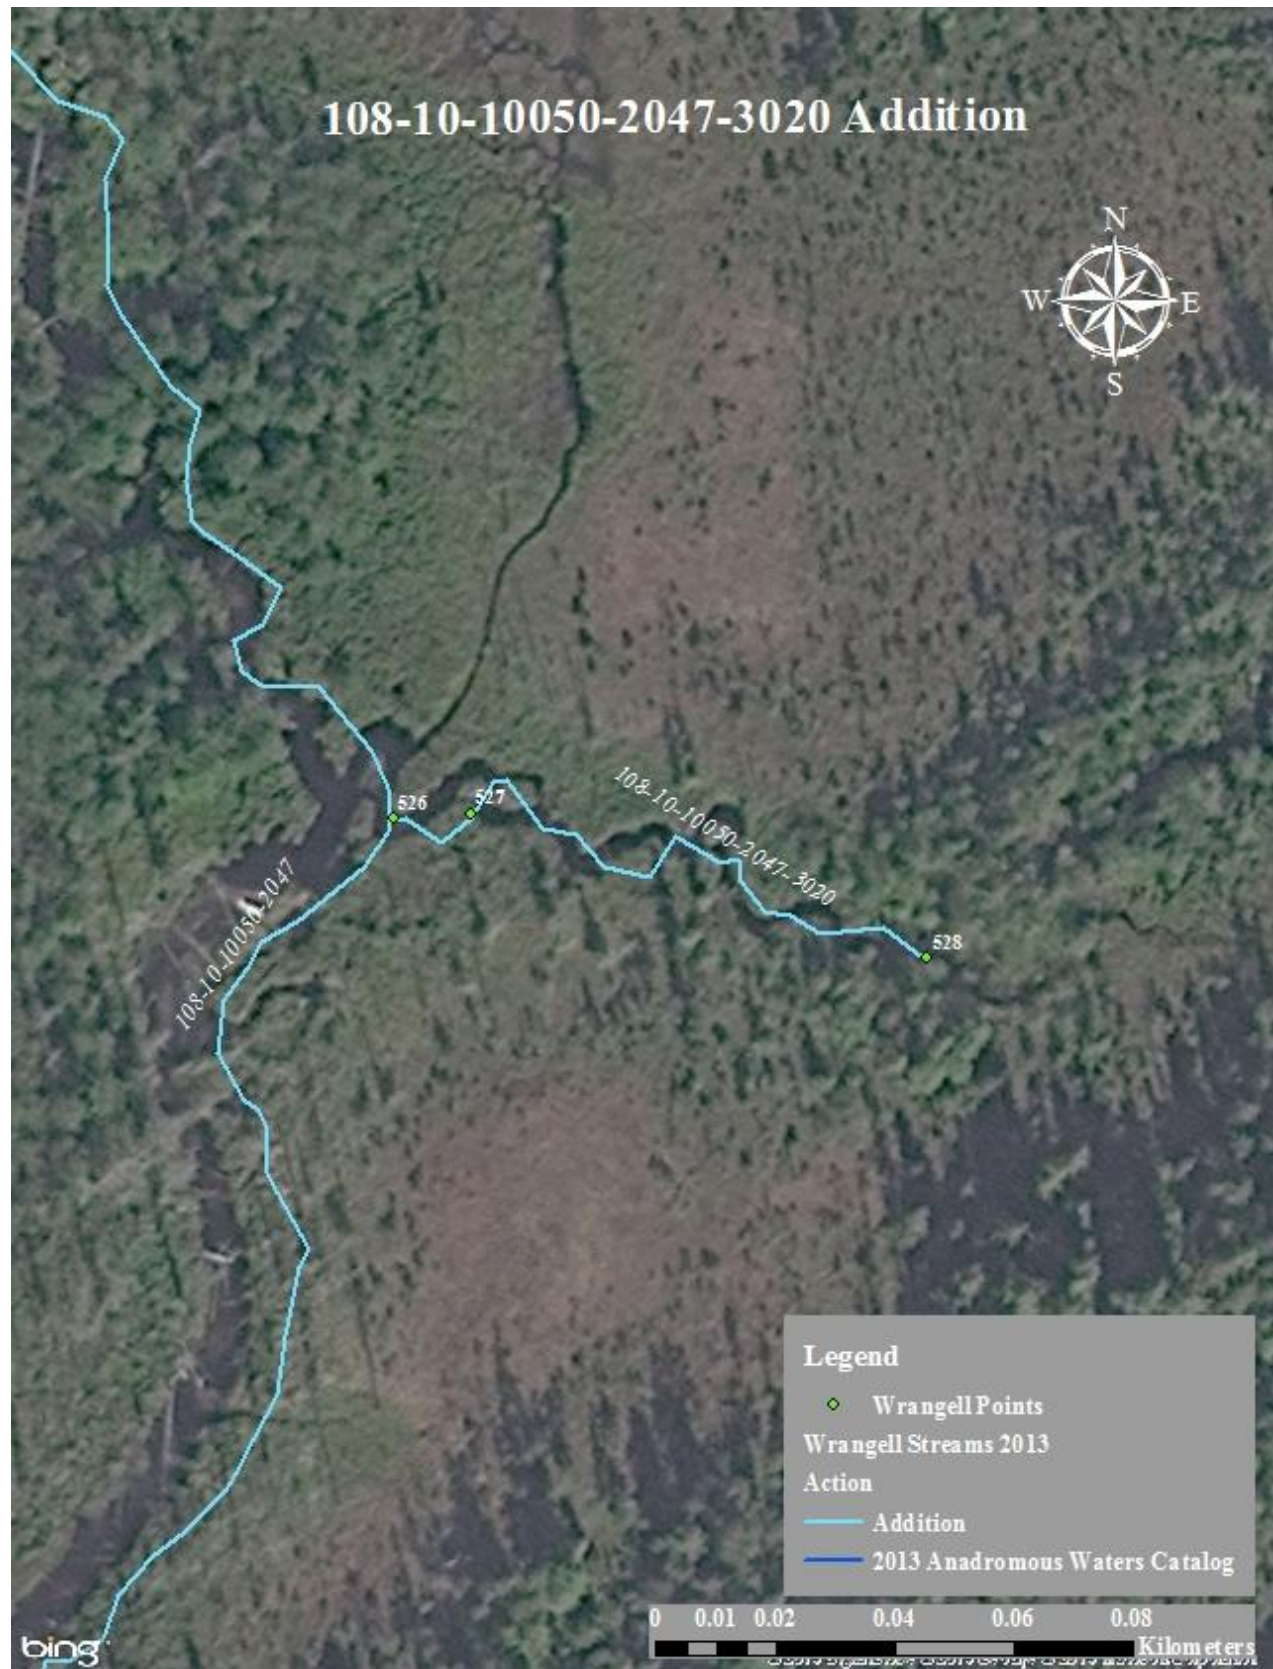 108-10-10050-2047-3020 Addition
N
W E
S
526
527
108-10-10050-2047-3020
108-10-10050-2047
528
Legend
Wrangell Points
Wrangell Streams 2013
Action
Addition
2013 Anadromous Waters Catalog
0 0.01 0.02 0.04 0.06 0.08
Kilometers
bing